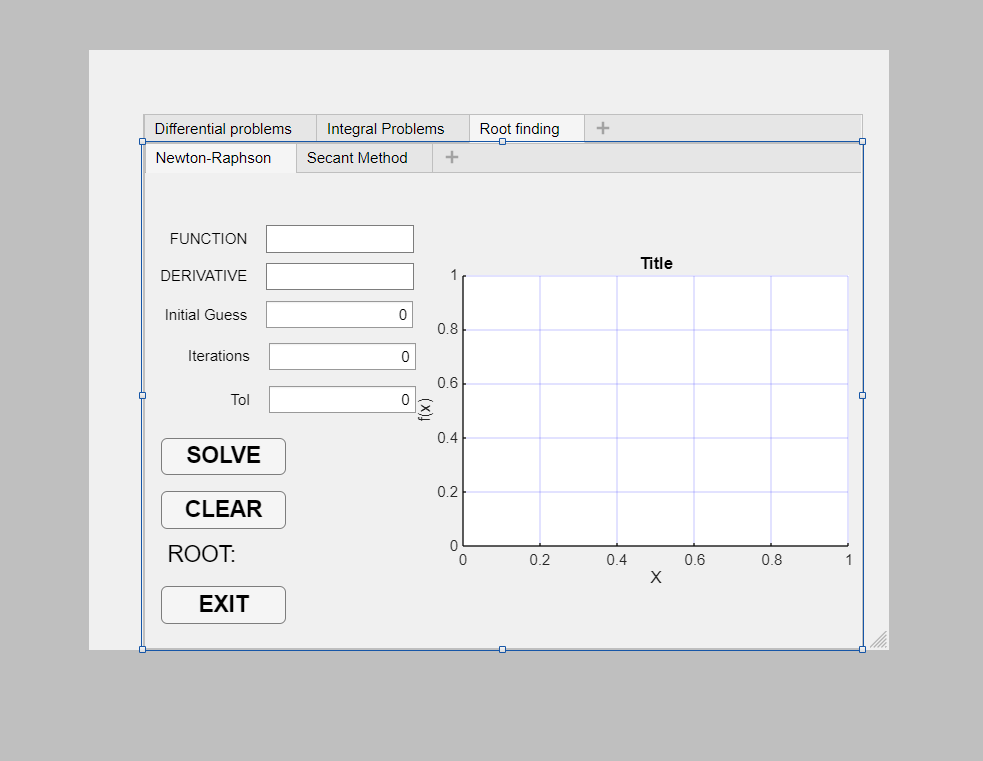 Differential problems Integral Problems Root finding +
Newton-Raphson Secant Method +
FUNCTION
DERIVATIVE
Initial Guess 0
Iterations 0
Tol 0
SOLVE
CLEAR
ROOT:
EXIT
Title
1
0.8
0.6
0.4
0.2
0
f(x)
0 0.2 0.4 0.6 0.8 1
X